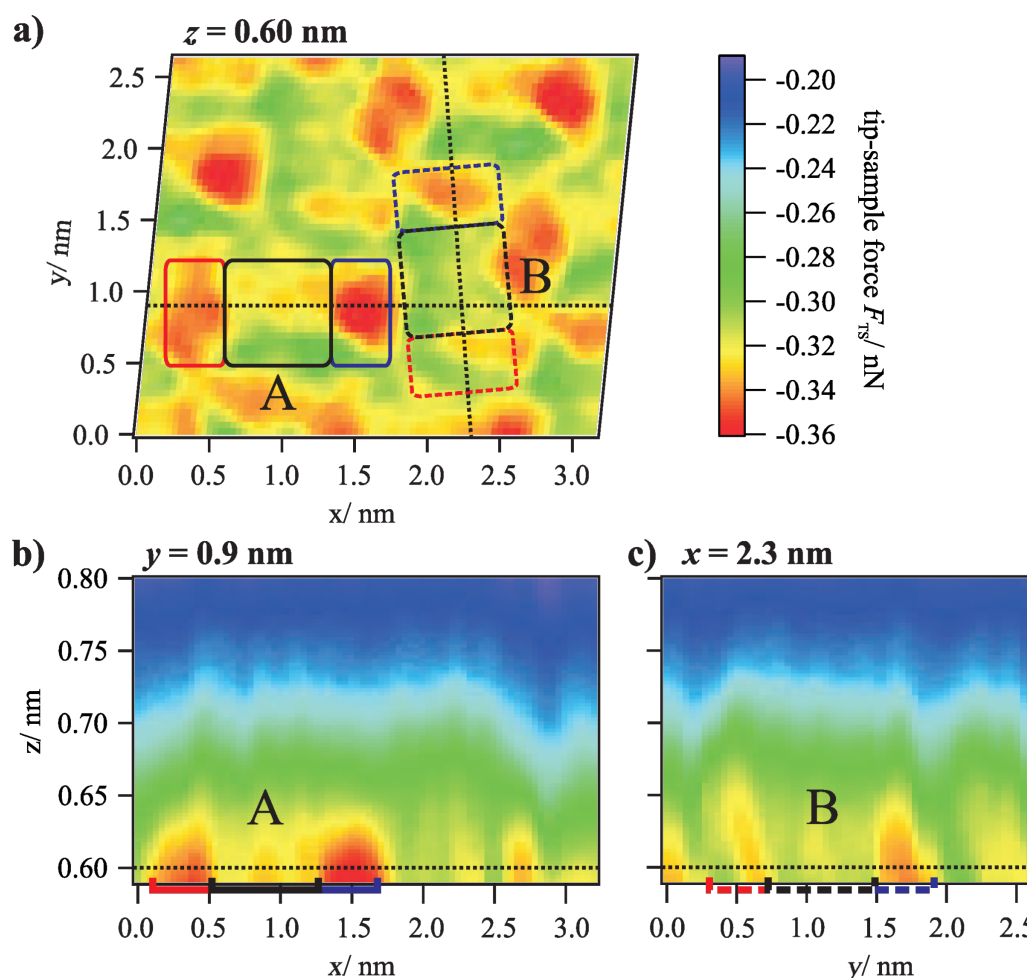 a)
z = 0.60 nm
2.5
2.0
1.5
1.0
0.5
0.0
y/ nm
A
B
0.0 0.5 1.0 1.5 2.0 2.5 3.0
x/ nm
-0.20
-0.22
-0.24
-0.26
-0.28
-0.30
-0.32
-0.34
-0.36
tip-sample force F_TS/ nN
b)
y = 0.9 nm
0.80
0.75
0.70
0.65
0.60
z/ nm
A
0.0 0.5 1.0 1.5 2.0 2.5 3.0
x/ nm
c)
x = 2.3 nm
B
0.0 0.5 1.0 1.5 2.0 2.5
y/ nm